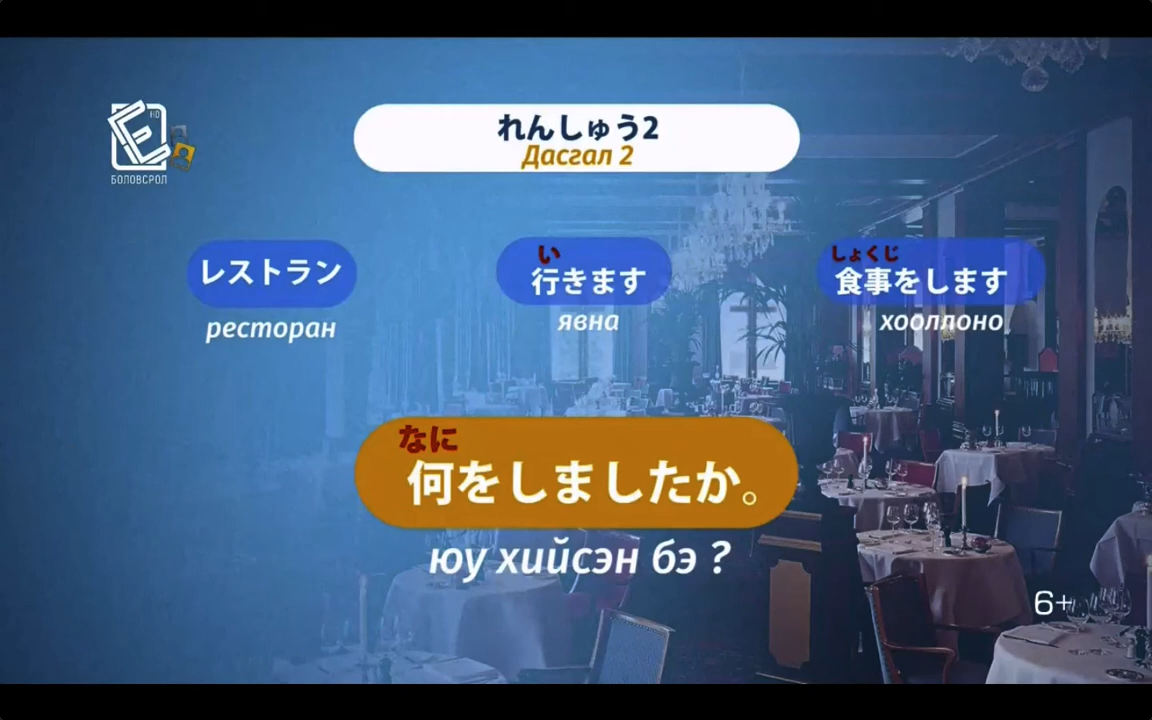 HD
БОЛОВСРОЛ
れんしゅう2
Дасгал 2
レストラン
ресторан
い
行きます
явна
しょくじ
食事をします
хооллоно
なに
何をしましたか。
юу хийсэн бэ ?
6+